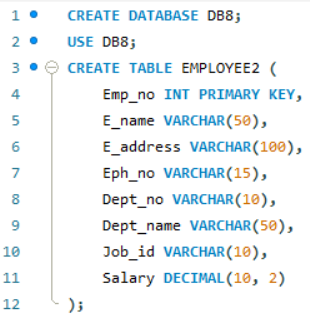 1 CREATE DATABASE DB8;
2 USE DB8;
3 CREATE TABLE EMPLOYEE2 (
4 Emp_no INT PRIMARY KEY,
5 E_name VARCHAR(50),
6 E_address VARCHAR(100),
7 Eph_no VARCHAR(15),
8 Dept_no VARCHAR(10),
9 Dept_name VARCHAR(50),
10 Job_id VARCHAR(10),
11 Salary DECIMAL(10, 2)
12 );